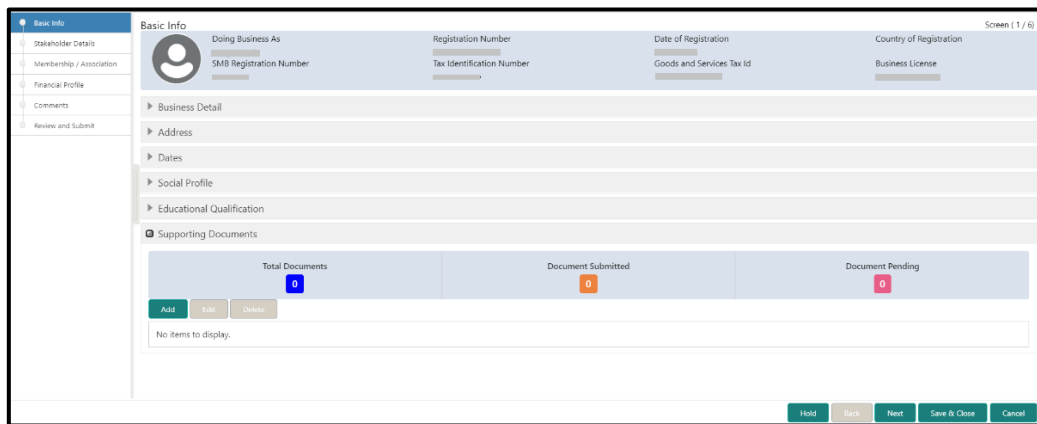 Basic Info
Stakeholder Details
Membership / Association
Financial Profile
Comments
Review and Submit
Basic Info
Screen ( 1 / 6)
Doing Business As
Registration Number
Date of Registration
Country of Registration
SMB Registration Number
Tax Identification Number
Goods and Services Tax Id
Business License
Business Detail
Address
Dates
Social Profile
Educational Qualification
Supporting Documents
Total Documents
Document Submitted
Document Pending
0
0
0
Add Edit Delete
No items to display.
Hold Back Next Save & Close Cancel